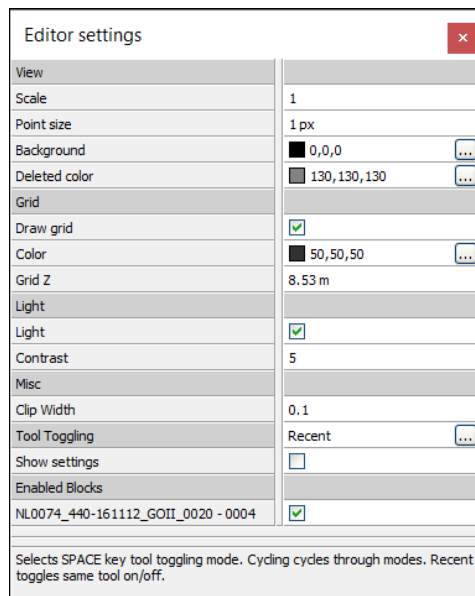 Editor settings
View
Scale 1
Point size 1 px
Background 0,0,0 ...
Deleted color 130,130,130 ...
Grid
Draw grid
Color 50,50,50 ...
Grid Z 8.53 m
Light
Light
Contrast 5
Misc
Clip Width 0.1
Tool Toggling Recent ...
Show settings
Enabled Blocks
NL0074_440-161112_GOII_0020 - 0004
Selects SPACE key tool toggling mode. Cycling cycles through modes. Recent
toggles same tool on/off.